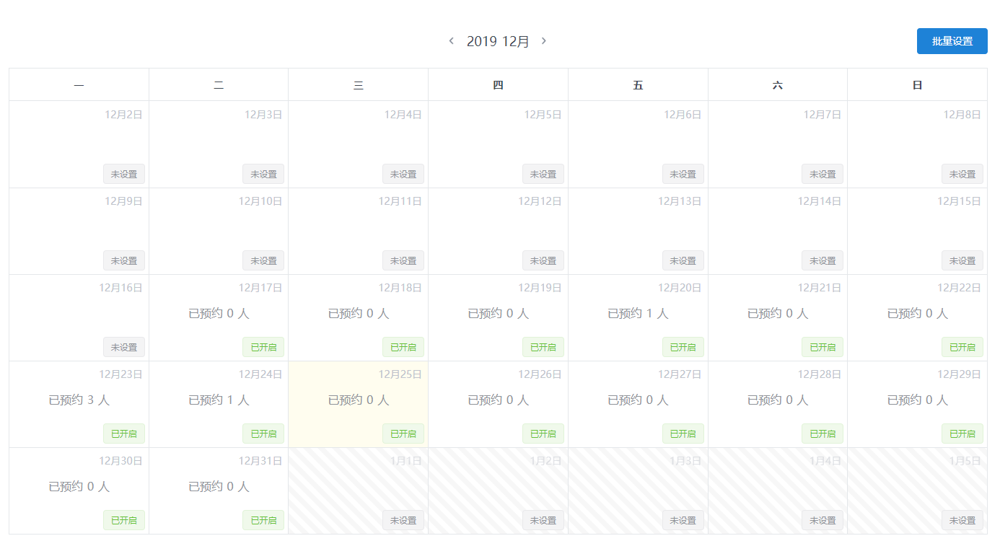 2019 12月
批量设置
一 二 三 四 五 六 日
12月2日 12月3日 12月4日 12月5日 12月6日 12月7日 12月8日
未设置 未设置 未设置 未设置 未设置 未设置 未设置
12月9日 12月10日 12月11日 12月12日 12月13日 12月14日 12月15日
未设置 未设置 未设置 未设置 未设置 未设置 未设置
12月16日 12月17日 12月18日 12月19日 12月20日 12月21日 12月22日
已预约 0 人 已预约 0 人 已预约 0 人 已预约 1 人 已预约 0 人 已预约 0 人
未设置 已开启 已开启 已开启 已开启 已开启 已开启
12月23日 12月24日 12月25日 12月26日 12月27日 12月28日 12月29日
已预约 3 人 已预约 1 人 已预约 0 人 已预约 0 人 已预约 0 人 已预约 0 人 已预约 0 人
已开启 已开启 已开启 已开启 已开启 已开启 已开启
12月30日 12月31日 1月1日 1月2日 1月3日 1月4日 1月5日
已预约 0 人 已预约 0 人
已开启 已开启 未设置 未设置 未设置 未设置 未设置